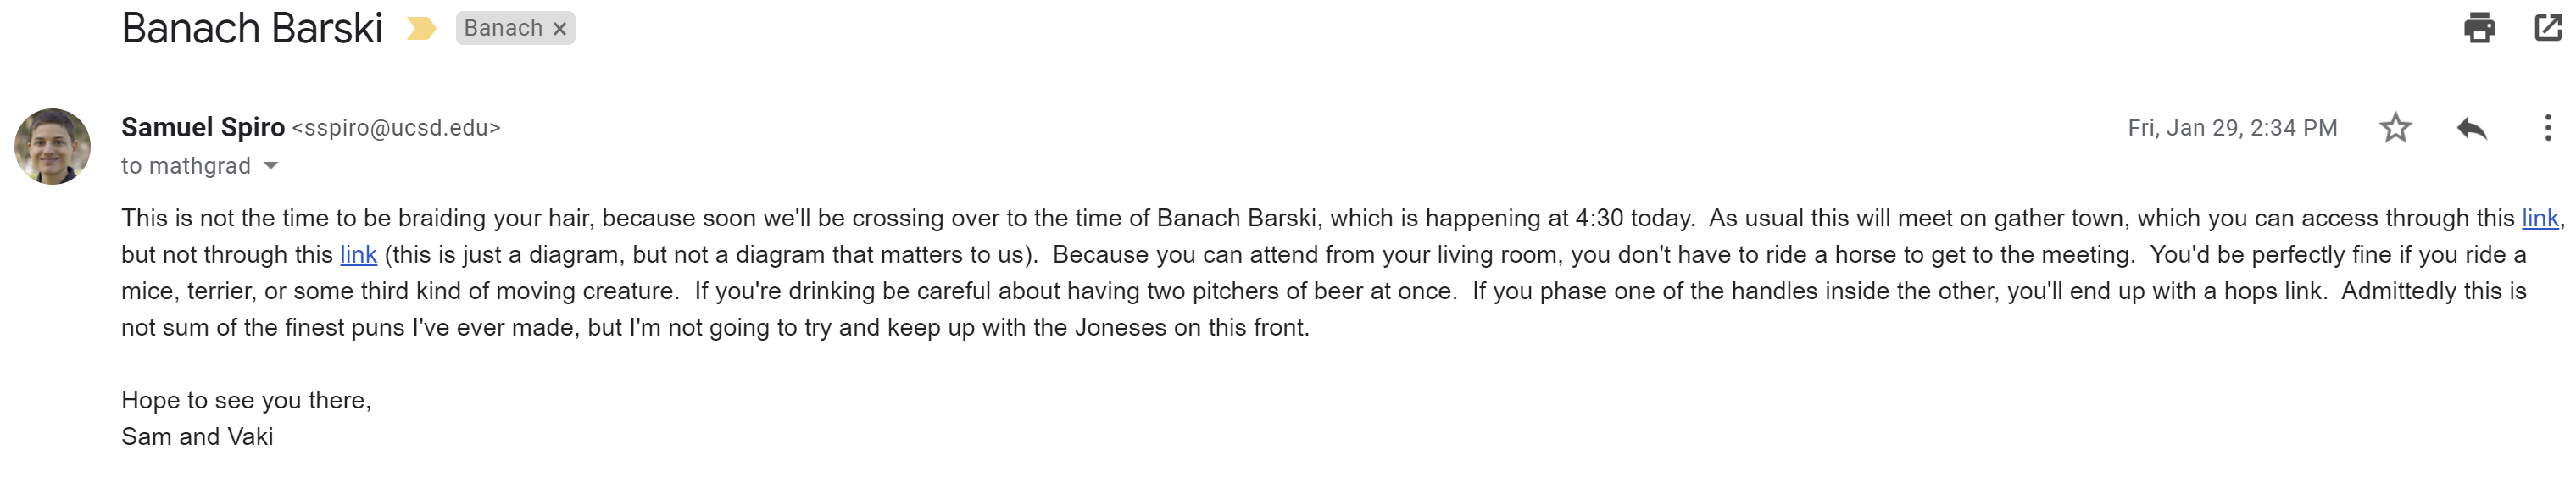 Banach Barski Banach ×
Samuel Spiro <sspiro@ucsd.edu> Fri, Jan 29, 2:34 PM
to mathgrad
This is not the time to be braiding your hair, because soon we'll be crossing over to the time of Banach Barski, which is happening at 4:30 today.  As usual this will meet on gather town, which you can access through this link,
but not through this link (this is just a diagram, but not a diagram that matters to us).  Because you can attend from your living room, you don't have to ride a horse to get to the meeting.  You'd be perfectly fine if you ride a
mice, terrier, or some third kind of moving creature.  If you're drinking be careful about having two pitchers of beer at once.  If you phase one of the handles inside the other, you'll end up with a hops link.  Admittedly this is
not sum of the finest puns I've ever made, but I'm not going to try and keep up with the Joneses on this front.
Hope to see you there,
Sam and Vaki